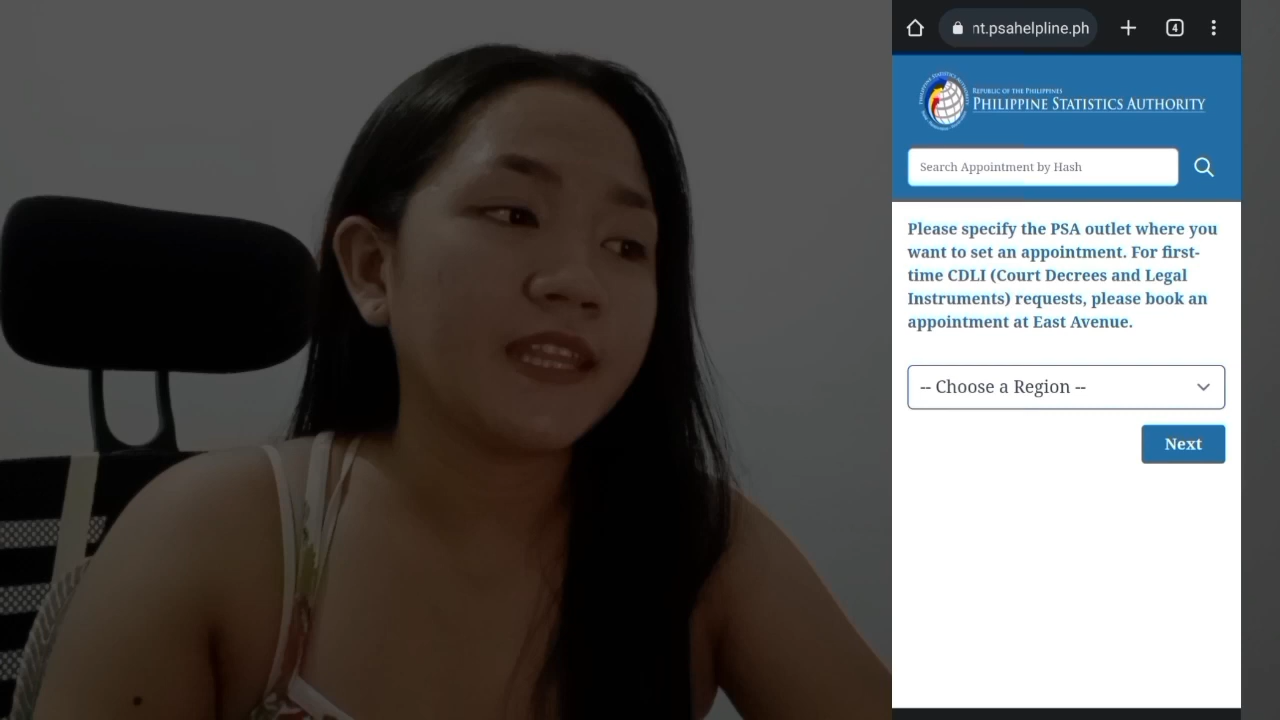 nt.psahelpline.ph
4
REPUBLIC OF THE PHILIPPINES
PHILIPPINE STATISTICS AUTHORITY
Search Appointment by Hash
Please specify the PSA outlet where you
want to set an appointment. For first-
time CDLI (Court Decrees and Legal
Instruments) requests, please book an
appointment at East Avenue.
-- Choose a Region --
Next